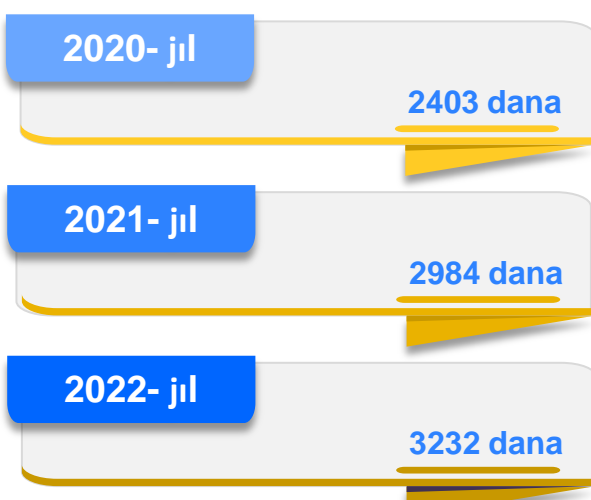 2020- jıl
2403 dana
2021- jıl
2984 dana
2022- jıl
3232 dana